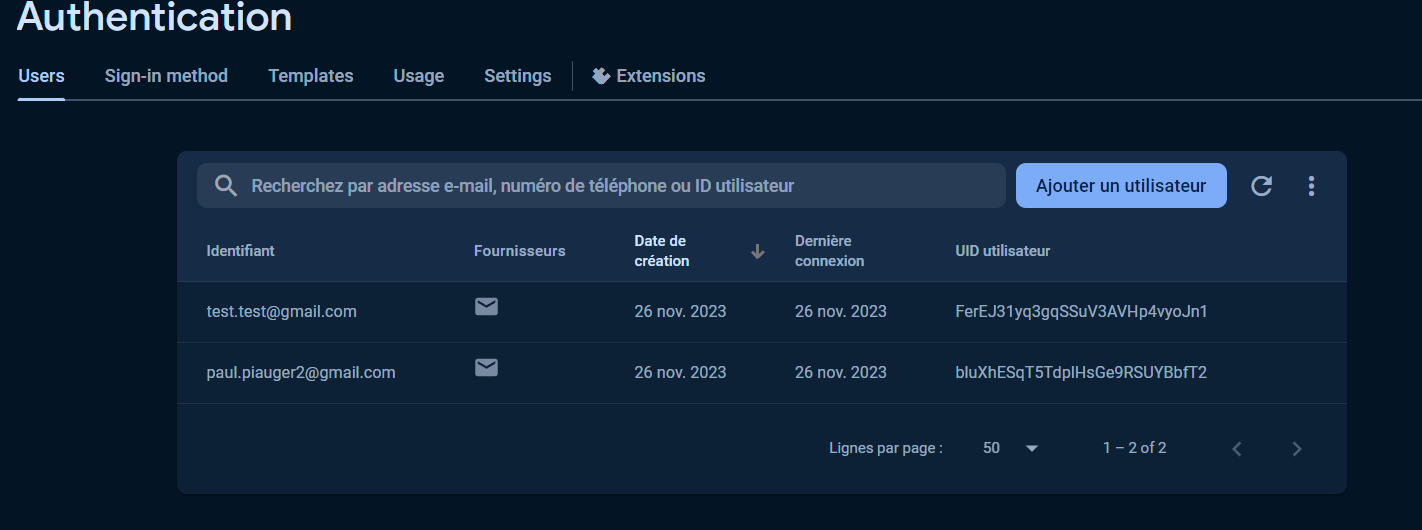 Authentication
Users Sign-in method Templates Usage Settings Extensions
Recherchez par adresse e-mail, numéro de téléphone ou ID utilisateur Ajouter un utilisateur
Identifiant Fournisseurs Date de création Dernière connexion UID utilisateur
test.test@gmail.com 26 nov. 2023 26 nov. 2023 FerEJ31yq3gqSSuV3AVHp4vyoJn1
paul.piauger2@gmail.com 26 nov. 2023 26 nov. 2023 bluXhESqT5TdplHsGe9RSUYBbfT2
Lignes par page : 50 1 – 2 of 2